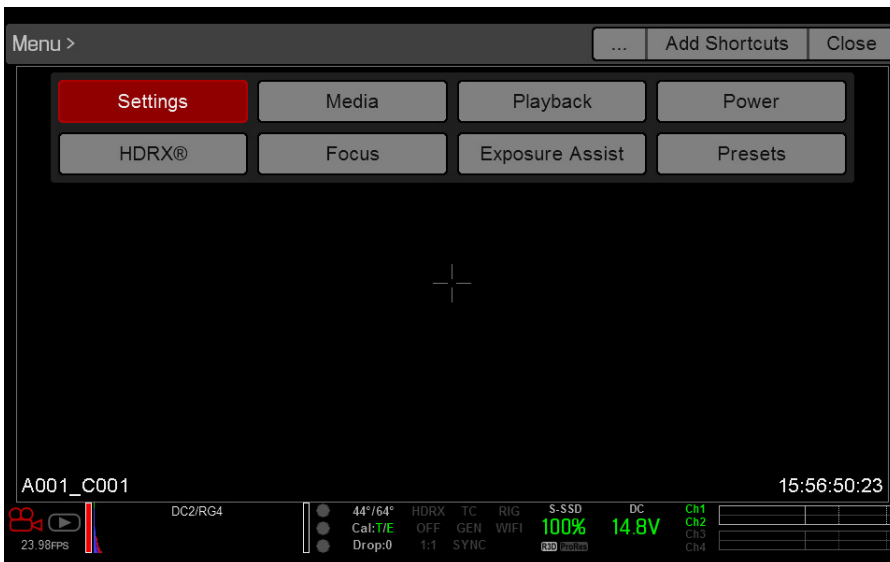 Menu > ... Add Shortcuts Close
Settings Media Playback Power
HDRX® Focus Exposure Assist Presets
A001_C001 15:56:50:23
DC2/RG4 44°/64° HDRX TC RIG S-SSD DC Ch1
Cal:T/E OFF GEN WIFI 100% 14.8V Ch2
23.98FPS Drop:0 1:1 SYNC R3D ProRes Ch3
Ch4